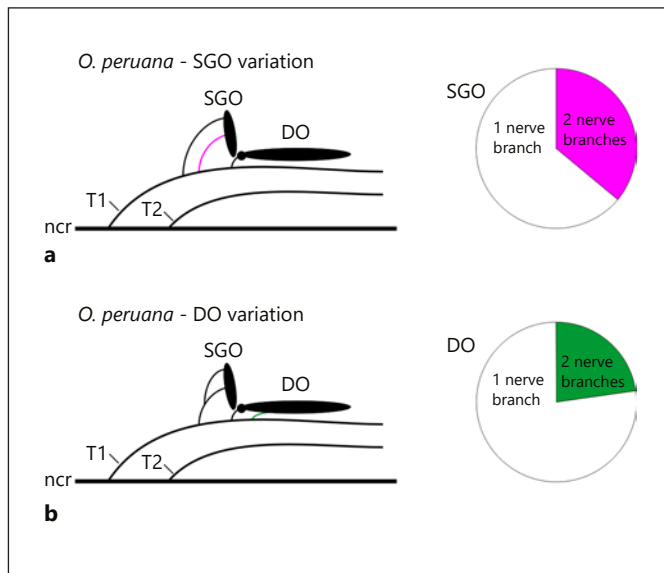 O. peruana - SGO variation
SGO
DO
T1
T2
ncr
a
SGO
1 nerve
branch
2 nerve
branches
O. peruana - DO variation
SGO
DO
T1
T2
ncr
b
DO
1 nerve
branch
2 nerve
branches